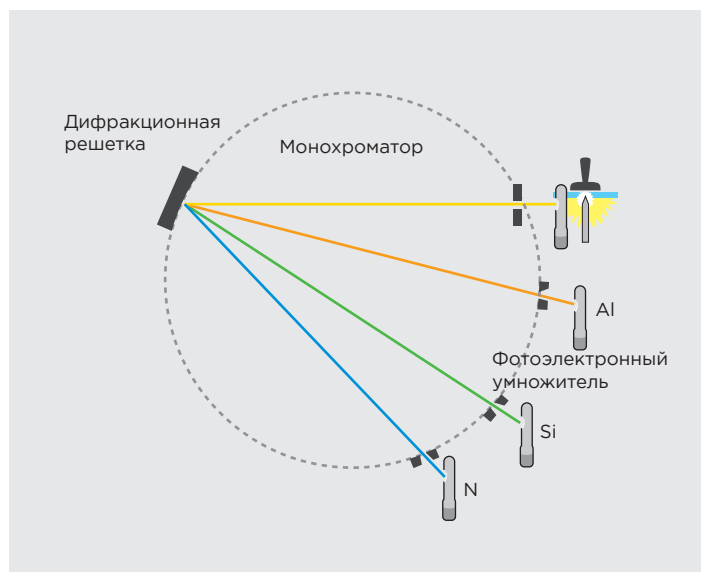 Дифракционная
решетка
Монохроматор
Al
Фотоэлектронный
умножитель
Si
N